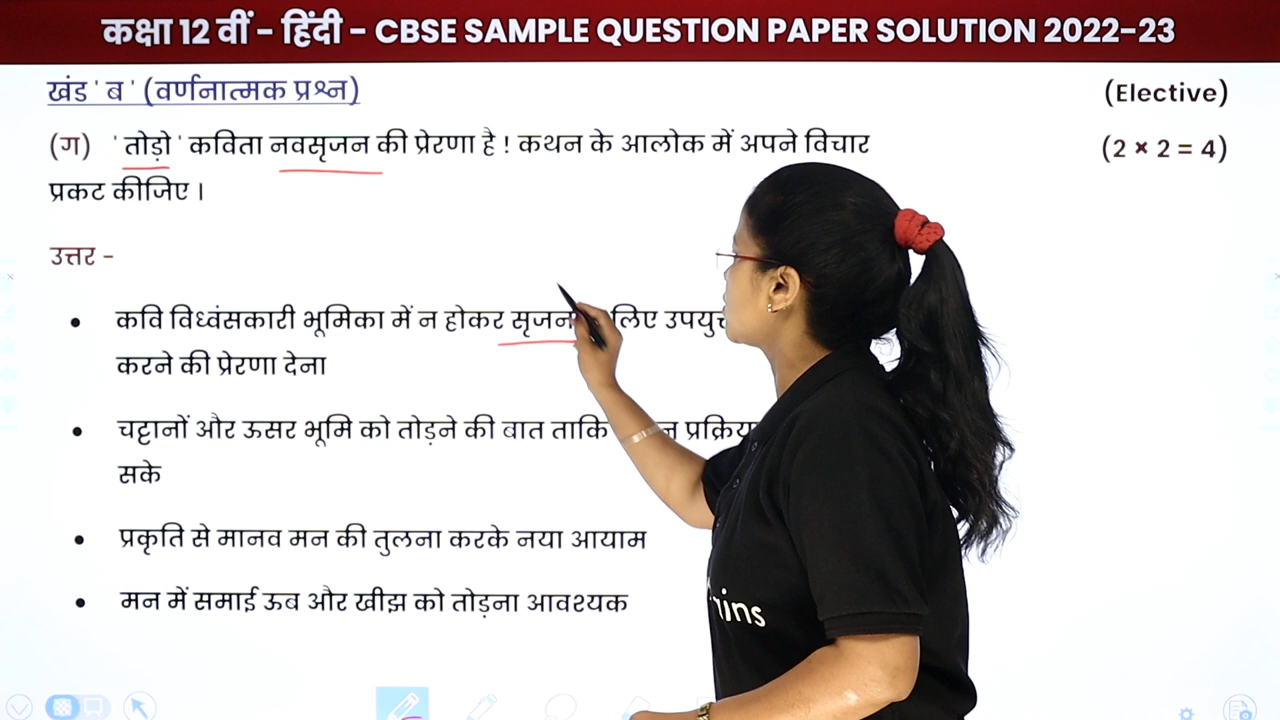 कक्षा 12 वीं – हिंदी – CBSE SAMPLE QUESTION PAPER SOLUTION 2022-23
खंड ' ब ' (वर्णनात्मक प्रश्न) (Elective)
(ग) ' तोड़ो ' कविता नवसृजन की प्रेरणा है ! कथन के आलोक में अपने विचार (2 × 2 = 4)
प्रकट कीजिए ।
उत्तर -
• कवि विध्वंसकारी भूमिका में न होकर सृजन लिए
करने की प्रेरणा देना
• चट्टानों और ऊसर भूमि को तोड़ने की बात ताकि
सके
• प्रकृति से मानव मन की तुलना करके नया आयाम
• मन में समाई ऊब और खीझ को तोड़ना आवश्यक